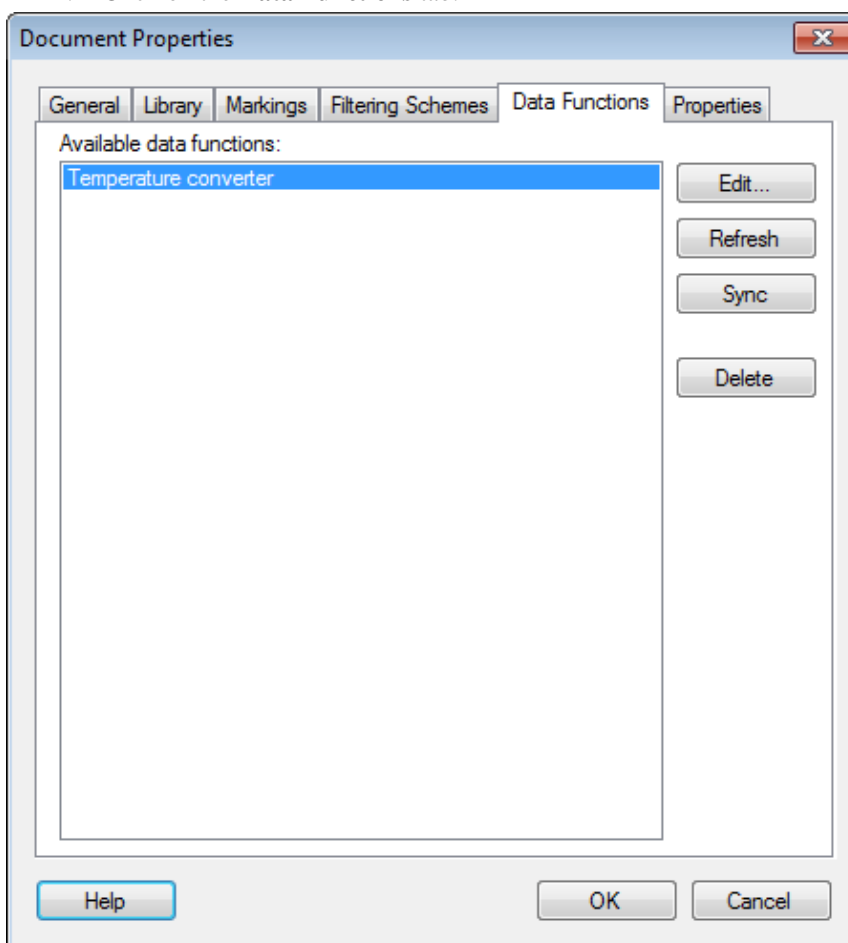 Document Properties
General Library Markings Filtering Schemes Data Functions Properties
Available data functions:
Temperature converter
Edit...
Refresh
Sync
Delete
Help OK Cancel